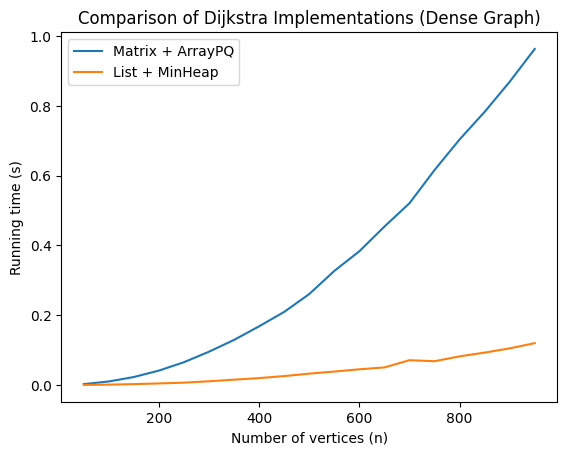 Comparison of Dijkstra Implementations (Dense Graph)
1.0
0.8
0.6
0.4
0.2
0.0
Running time (s)
Matrix + ArrayPQ
List + MinHeap
200
400
600
800
Number of vertices (n)